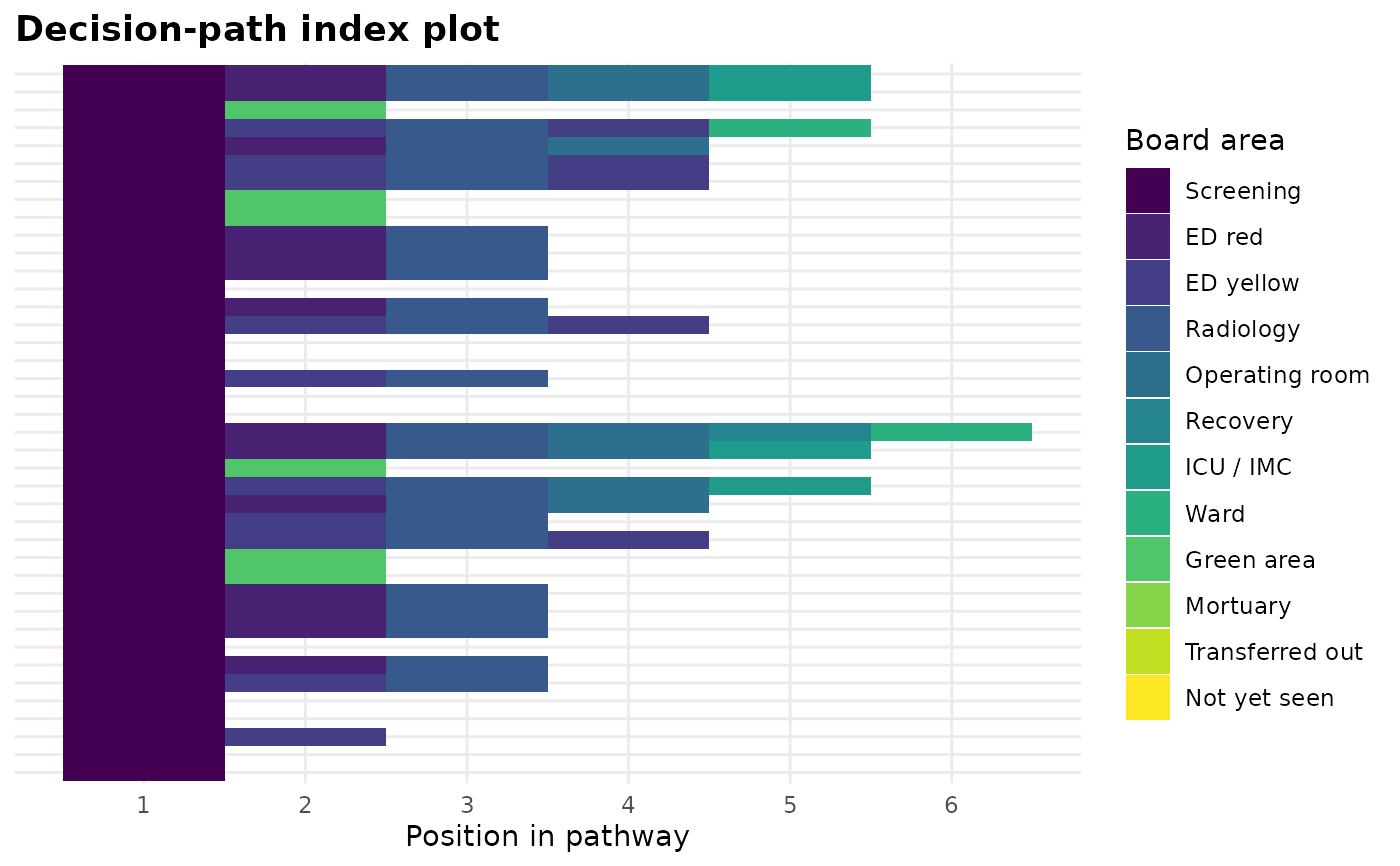 Decision-path index plot
Board area
Screening
ED red
ED yellow
Radiology
Operating room
Recovery
ICU / IMC
Ward
Green area
Mortuary
Transferred out
Not yet seen
1 2 3 4 5 6
Position in pathway